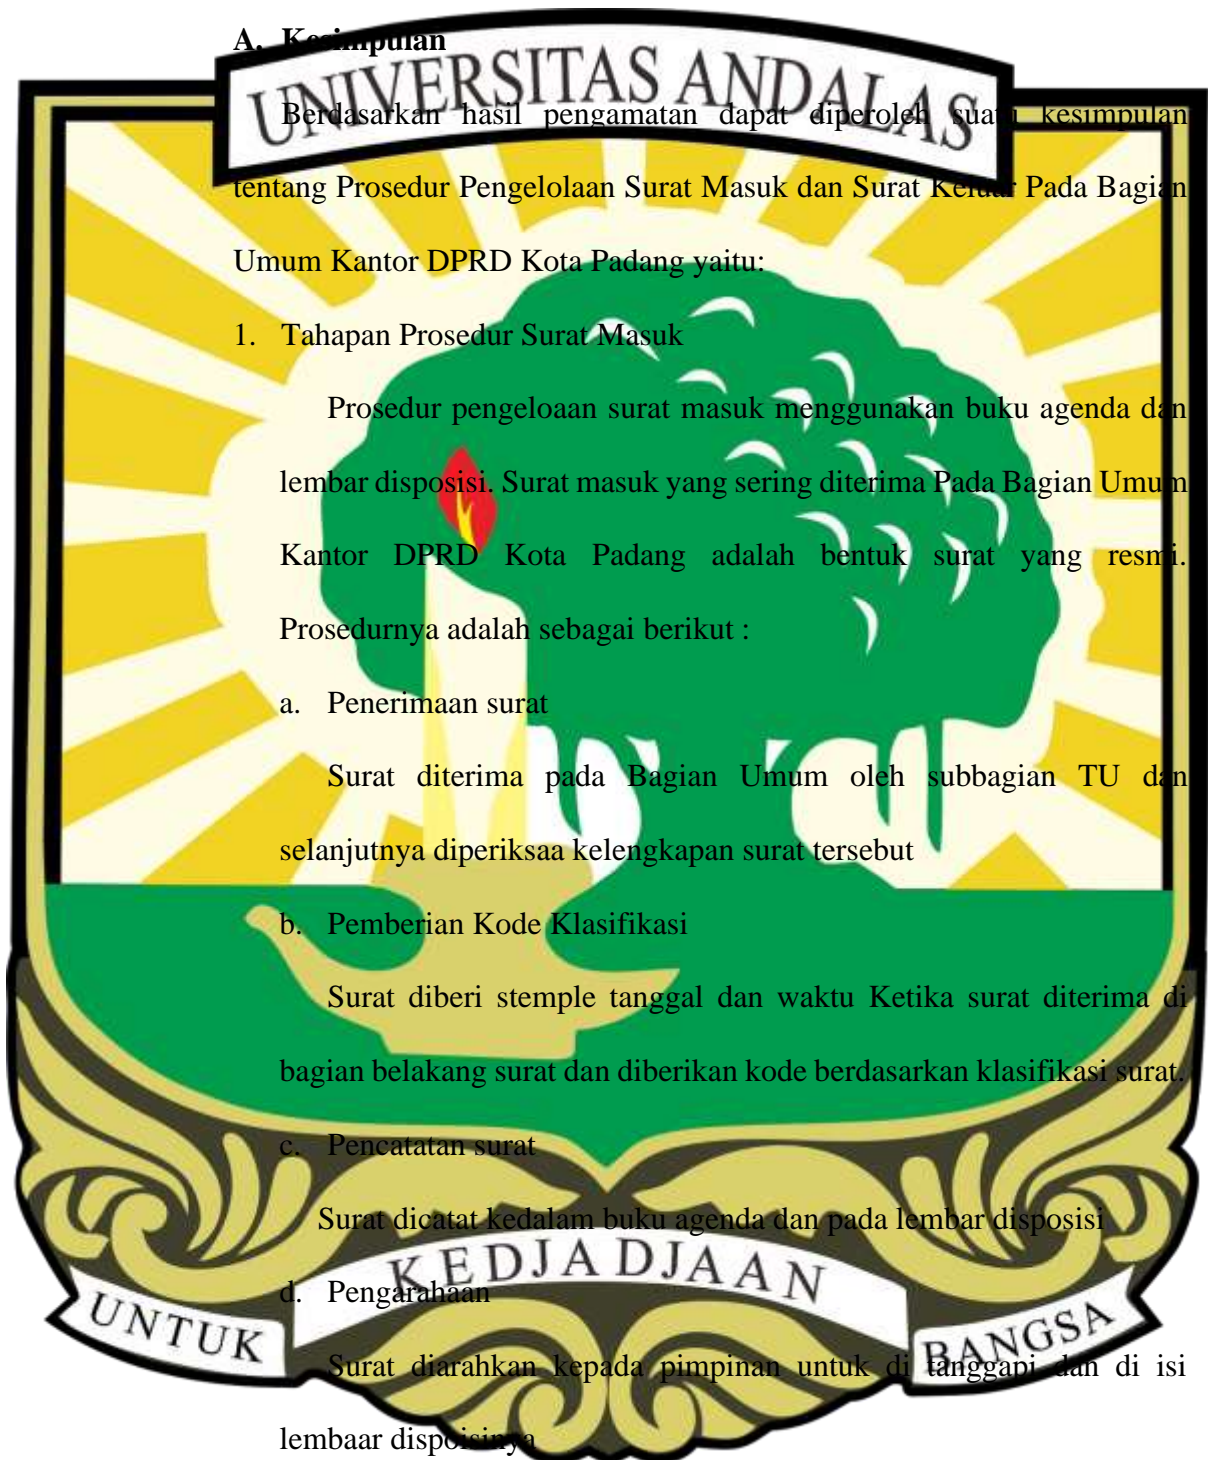 A. Kesimpulan
UNIVERSITAS ANDALAS
Berdasarkan hasil pengamatan dapat diperoleh suatu kesimpulan
tentang Prosedur Pengelolaan Surat Masuk dan Surat Keluar Pada Bagian
Umum Kantor DPRD Kota Padang yaitu:
1. Tahapan Prosedur Surat Masuk
Prosedur pengeloaan surat masuk menggunakan buku agenda dan
lembar disposisi. Surat masuk yang sering diterima Pada Bagian Umum
Kantor DPRD Kota Padang adalah bentuk surat yang resmi.
Prosedurnya adalah sebagai berikut :
a. Penerimaan surat
Surat diterima pada Bagian Umum oleh subbagian TU dan
selanjutnya diperiksaa kelengkapan surat tersebut
b. Pemberian Kode Klasifikasi
Surat diberi stemple tanggal dan waktu Ketika surat diterima di
bagian belakang surat dan diberikan kode berdasarkan klasifikasi surat.
c. Pencatatan surat
Surat dicatat kedalam buku agenda dan pada lembar disposisi
d. Pengarahaan
UNTUK KEDJADJAAN BANGSA
Surat diarahkan kepada pimpinan untuk di tanggapi dan di isi
lembaar dispoisinya